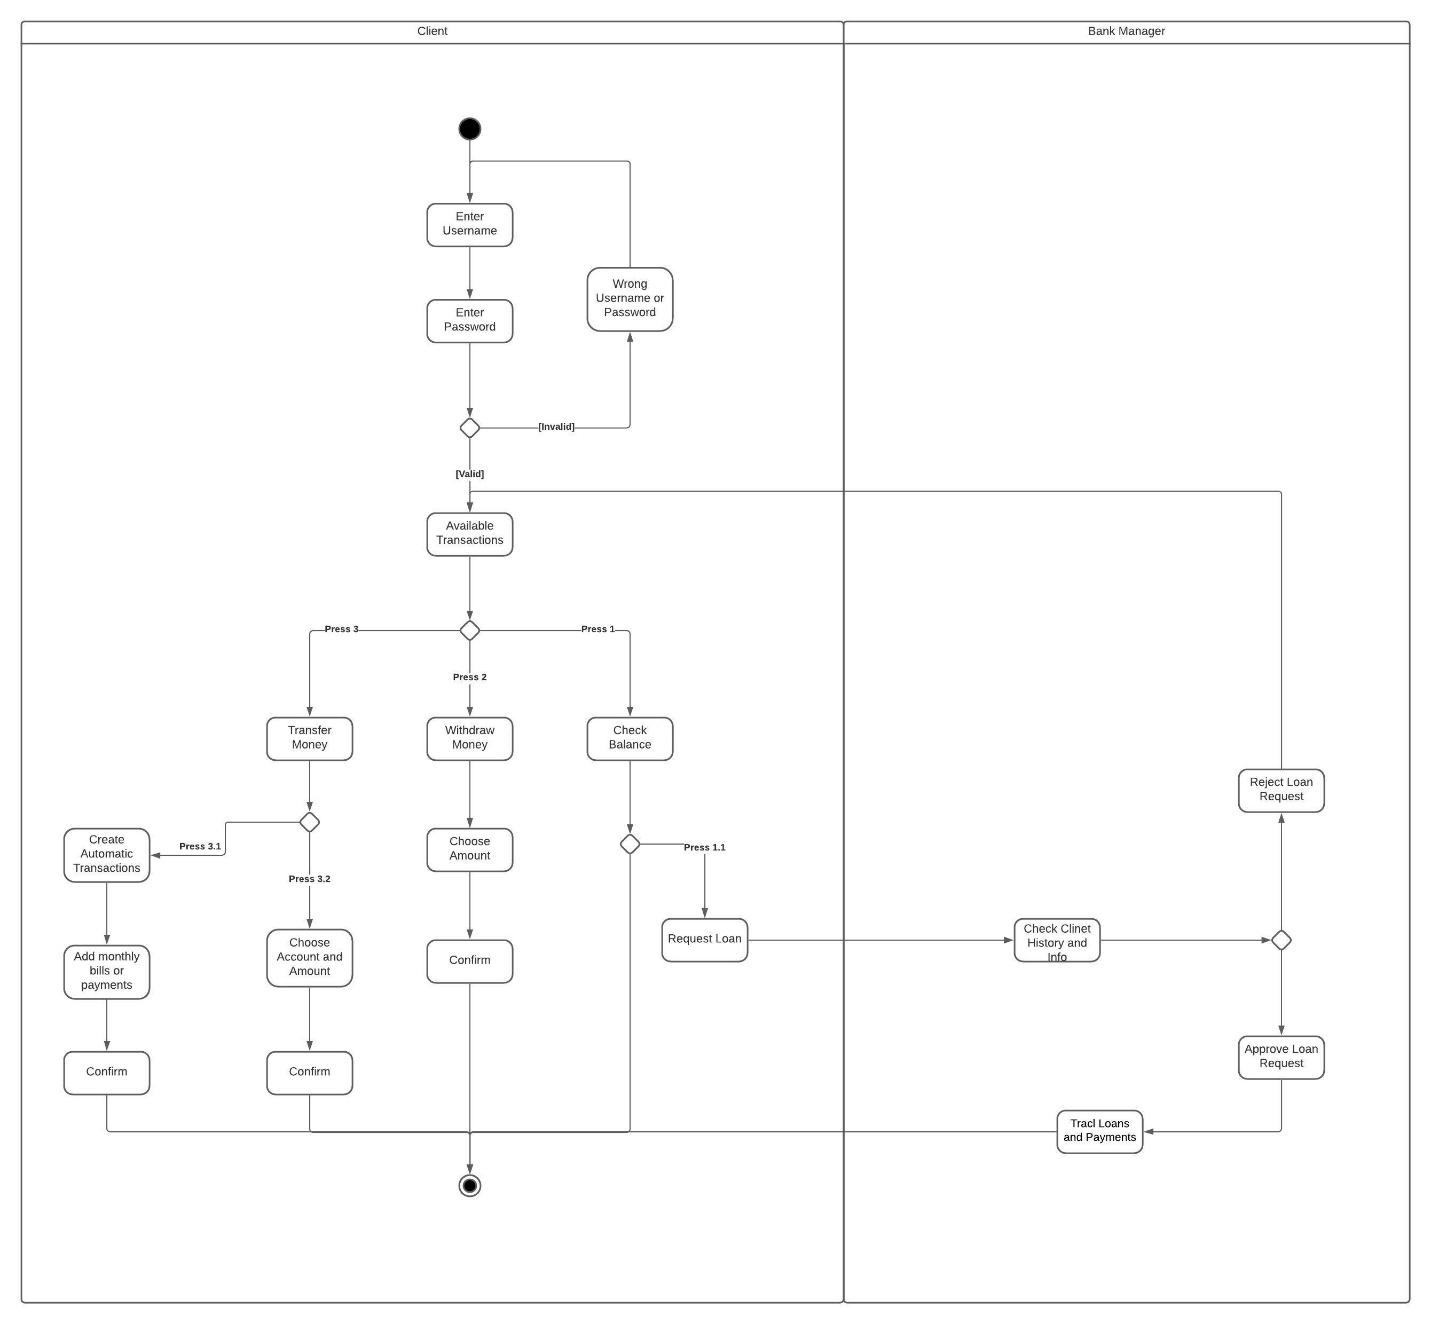 Client
Bank Manager
Enter
Username
Wrong
Username or
Password
Enter
Password
[Invalid]
[Valid]
Available
Transactions
Press 3
Press 1
Press 2
Transfer
Money
Withdraw
Money
Check
Balance
Reject Loan
Request
Create
Automatic
Transactions
Press 3.1
Choose
Amount
Press 1.1
Press 3.2
Add monthly
bills or
payments
Choose
Account and
Amount
Confirm
Request Loan
Check Clinet
History and
Info
Confirm
Confirm
Approve Loan
Request
Tracl Loans
and Payments